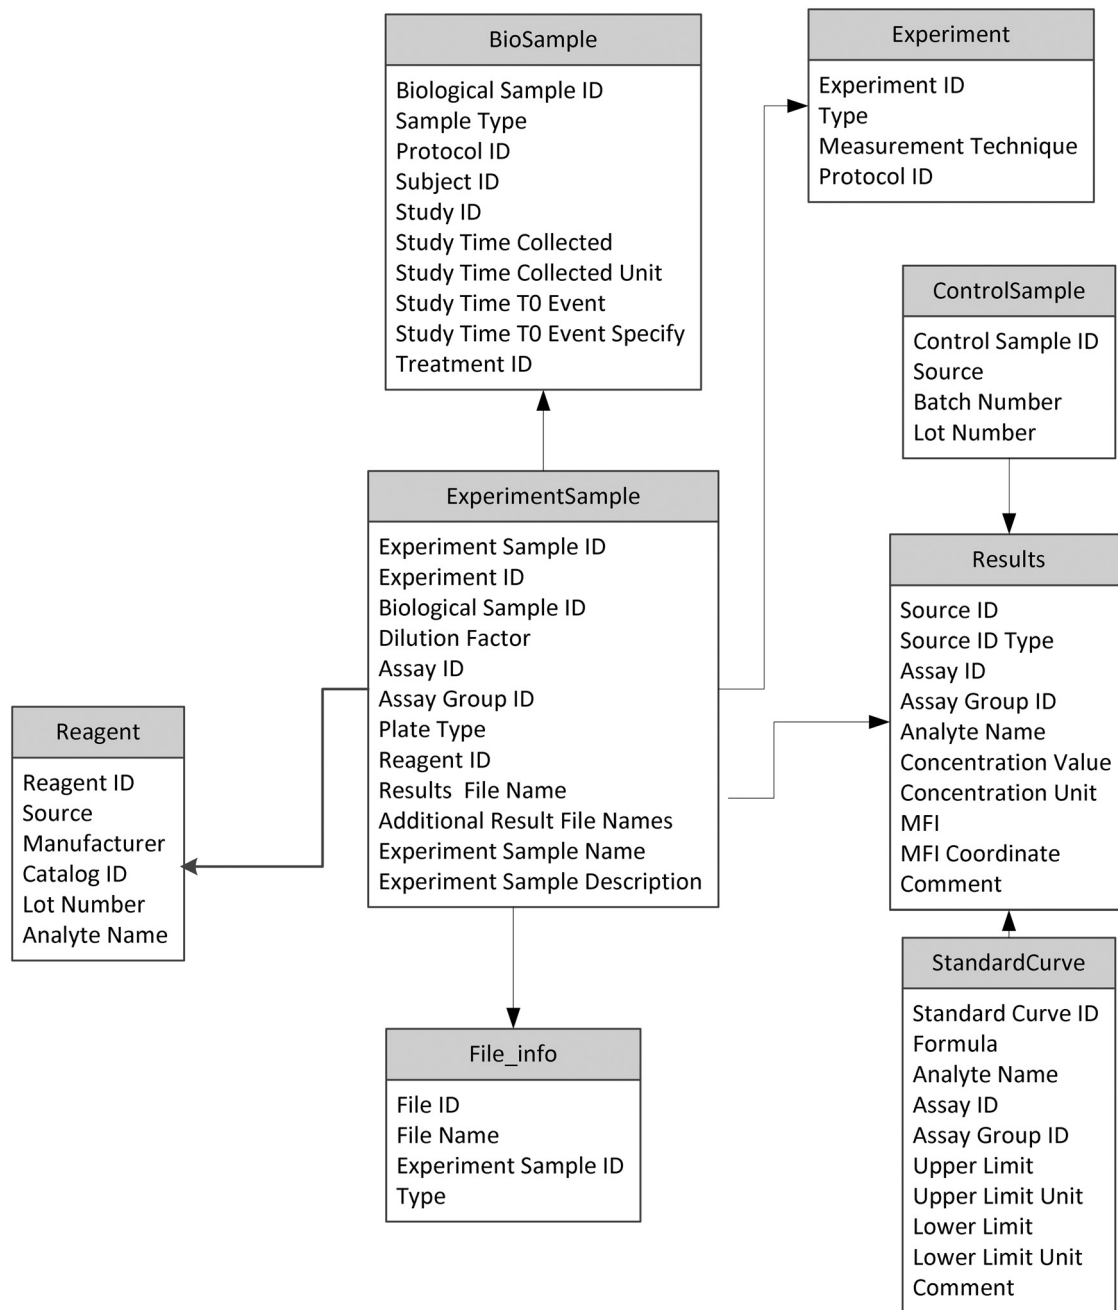 BioSample
Biological Sample ID
Sample Type
Protocol ID
Subject ID
Study ID
Study Time Collected
Study Time Collected Unit
Study Time T0 Event
Study Time T0 Event Specify
Treatment ID
Experiment
Experiment ID
Type
Measurement Technique
Protocol ID
ControlSample
Control Sample ID
Source
Batch Number
Lot Number
ExperimentSample
Experiment Sample ID
Experiment ID
Biological Sample ID
Dilution Factor
Assay ID
Assay Group ID
Plate Type
Reagent ID
Results  File Name
Additional Result File Names
Experiment Sample Name
Experiment Sample Description
Results
Source ID
Source ID Type
Assay ID
Assay Group ID
Analyte Name
Concentration Value
Concentration Unit
MFI
MFI Coordinate
Comment
Reagent
Reagent ID
Source
Manufacturer
Catalog ID
Lot Number
Analyte Name
File_info
File ID
File Name
Experiment Sample ID
Type
StandardCurve
Standard Curve ID
Formula
Analyte Name
Assay ID
Assay Group ID
Upper Limit
Upper Limit Unit
Lower Limit
Lower Limit Unit
Comment